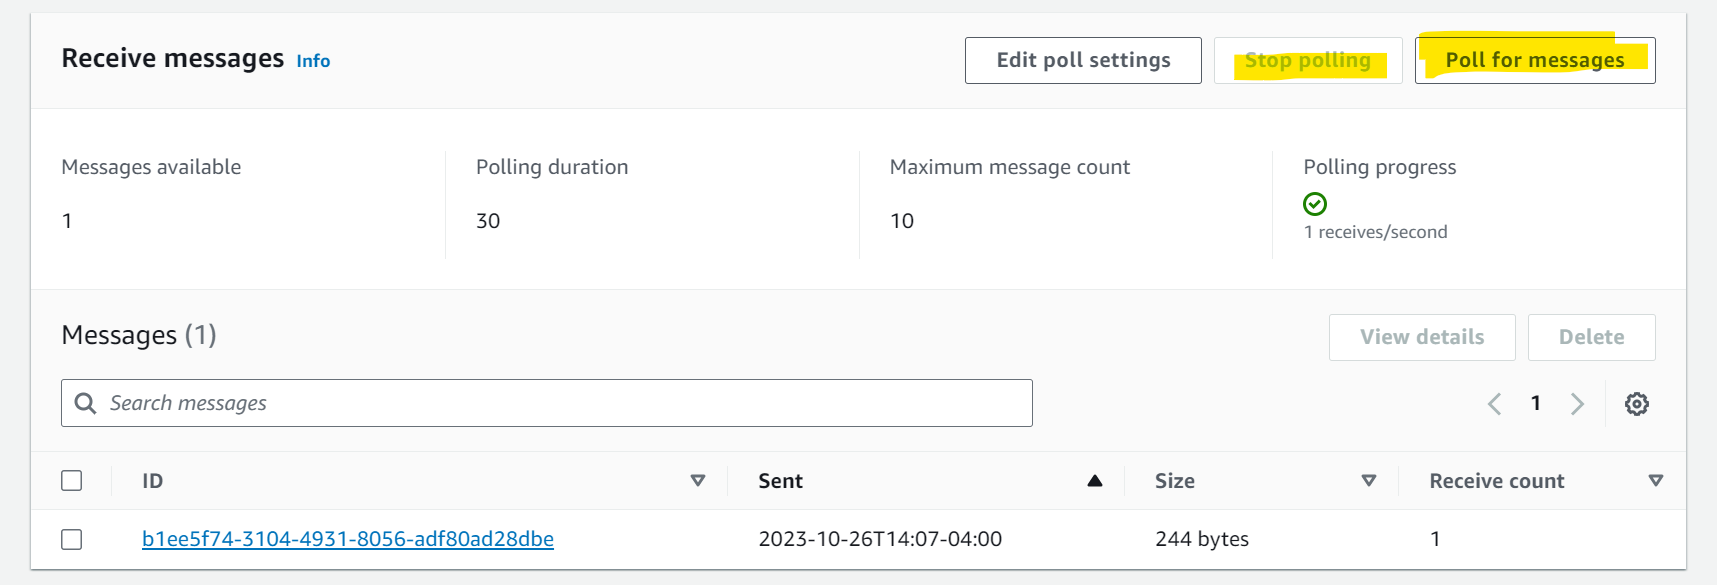 Receive messages Info
Edit poll settings Stop polling Poll for messages
Messages available Polling duration Maximum message count Polling progress
1 30 10
1 receives/second
Messages (1)
View details Delete
Search messages
1
ID Sent Size Receive count
b1ee5f74-3104-4931-8056-adf80ad28dbe 2023-10-26T14:07-04:00 244 bytes 1